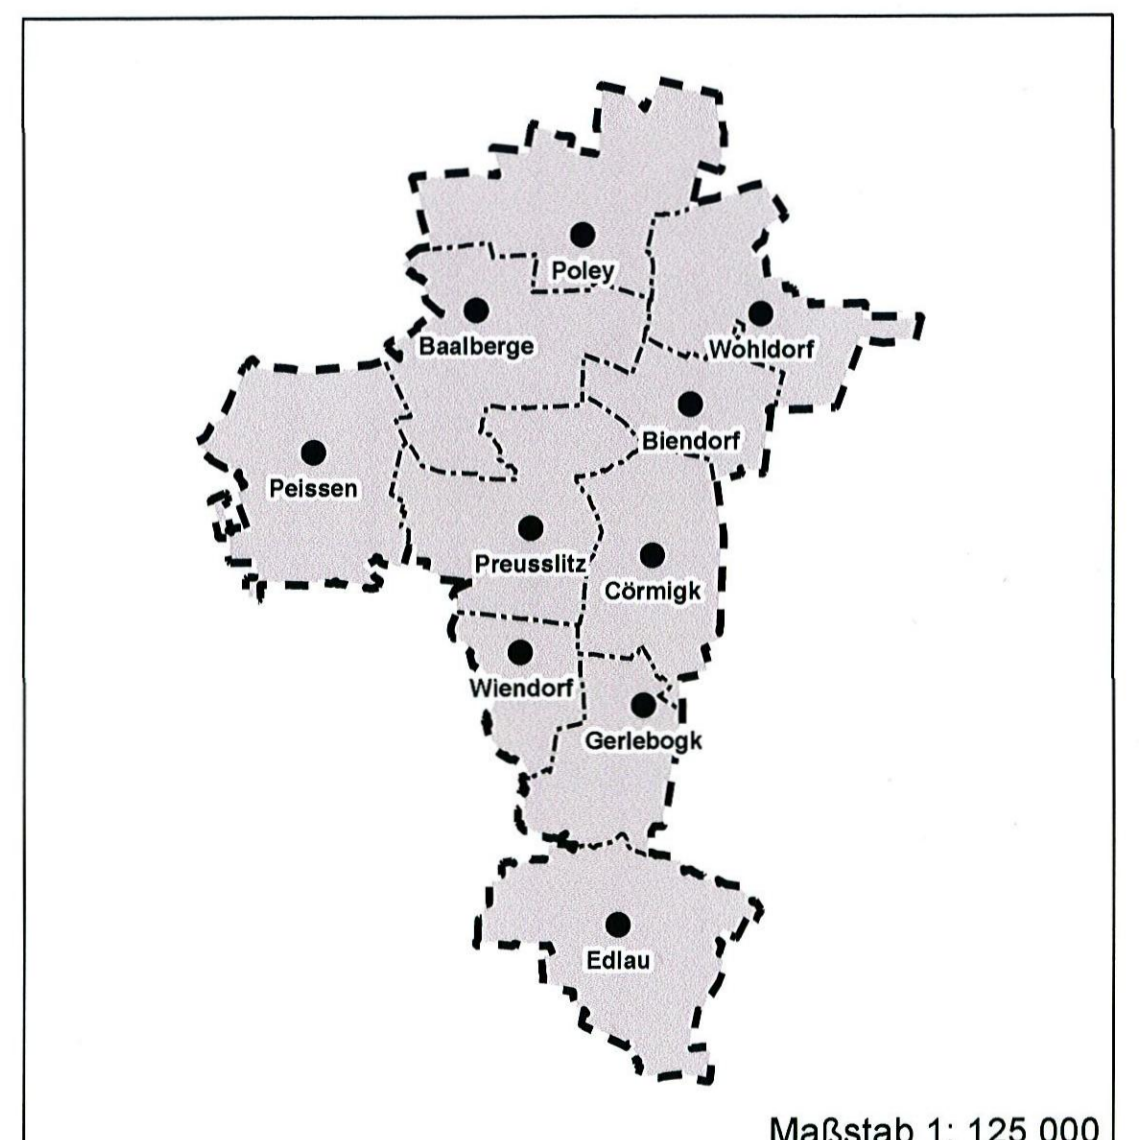 Poley
Baalberge
Wohldorf
Biendorf
Peissen
Preusslitz
Cörmigk
Wiendorf
Gerlebogk
Edlau
Maßstab 1: 125 000